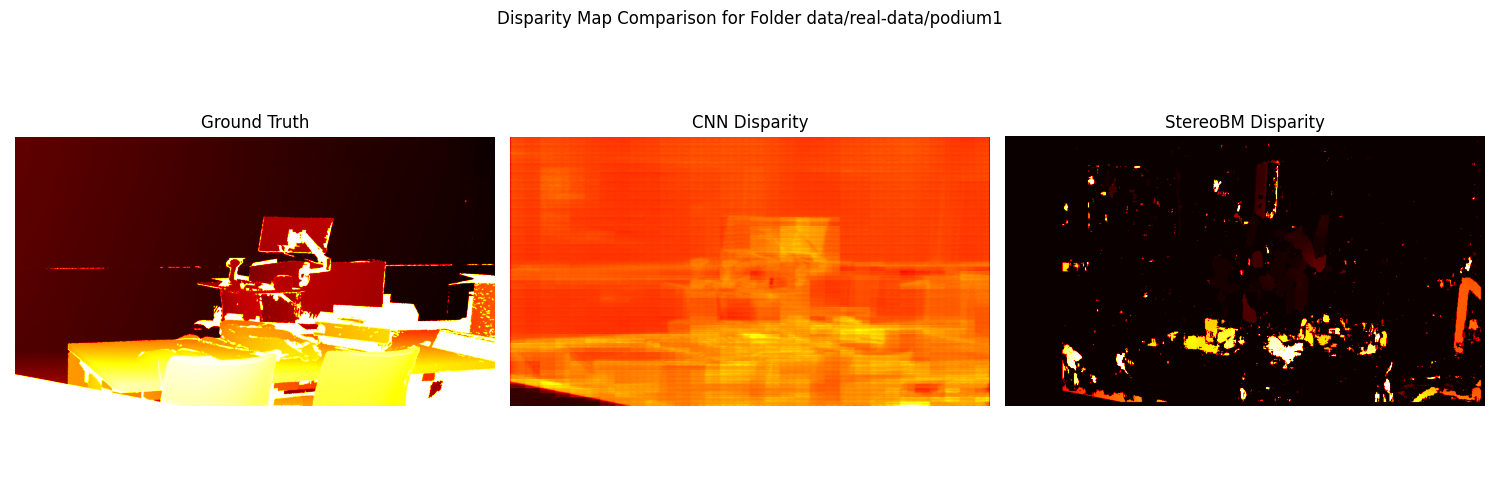 Disparity Map Comparison for Folder data/real-data/podium1
Ground Truth
CNN Disparity
StereoBM Disparity